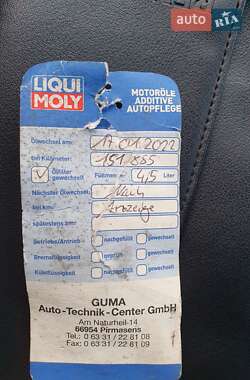 auto RIA.com
LIQUI MOLY
MOTORÖLE
ADDITIVE
AUTOPFLEGE
Ölwechsel am: 17.01.2022
bei Kilometer: 151.855
Ölfilter gewechselt Füllmenge 4,5 Liter
Nächster Ölwechsel: Nach
bei km: Anzeige
spätestens am:
Getriebe/Antrieb nachgefüllt gewechselt
Bremsflüssigkeit geprüft gewechselt
Kühlflüssigkeit nachgefüllt gewechselt
GUMA
Auto-Technik-Center GmbH
Am Naturheil-14
66954 Pirmasens
Tel.: 0 63 31 / 22 81 08
Fax: 0 63 31 / 22 81 09